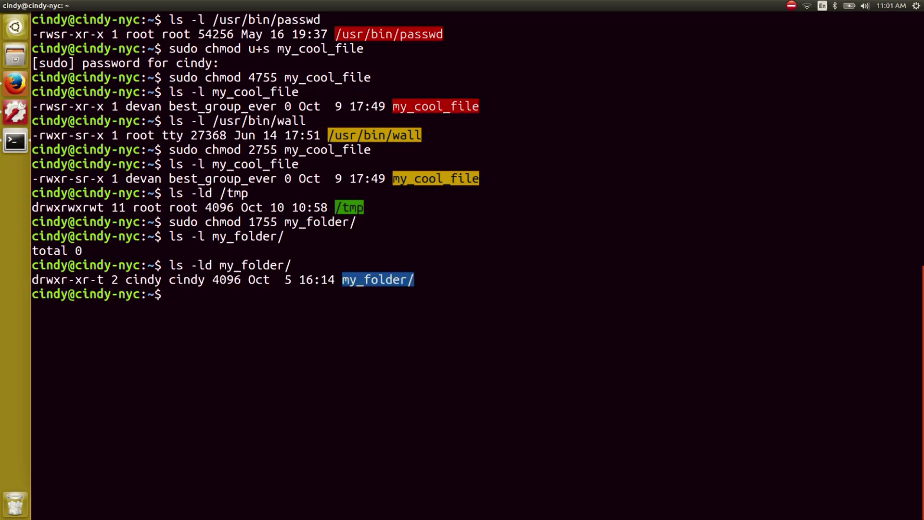 cindy@cindy-nyc: ~
En
11:01 AM
cindy@cindy-nyc:~$ ls -l /usr/bin/passwd
-rwsr-xr-x 1 root root 54256 May 16 19:37 /usr/bin/passwd
cindy@cindy-nyc:~$ sudo chmod u+s my_cool_file
[sudo] password for cindy:
cindy@cindy-nyc:~$ sudo chmod 4755 my_cool_file
cindy@cindy-nyc:~$ ls -l my_cool_file
-rwsr-xr-x 1 devan best_group_ever 0 Oct  9 17:49 my_cool_file
cindy@cindy-nyc:~$ ls -l /usr/bin/wall
-rwxr-sr-x 1 root tty 27368 Jun 14 17:51 /usr/bin/wall
cindy@cindy-nyc:~$ sudo chmod 2755 my_cool_file
cindy@cindy-nyc:~$ ls -l my_cool_file
-rwxr-sr-x 1 devan best_group_ever 0 Oct  9 17:49 my_cool_file
cindy@cindy-nyc:~$ ls -ld /tmp
drwxrwxrwt 11 root root 4096 Oct 10 10:58 /tmp
cindy@cindy-nyc:~$ sudo chmod 1755 my_folder/
cindy@cindy-nyc:~$ ls -l my_folder/
total 0
cindy@cindy-nyc:~$ ls -ld my_folder/
drwxr-xr-t 2 cindy cindy 4096 Oct  5 16:14 my_folder/
cindy@cindy-nyc:~$